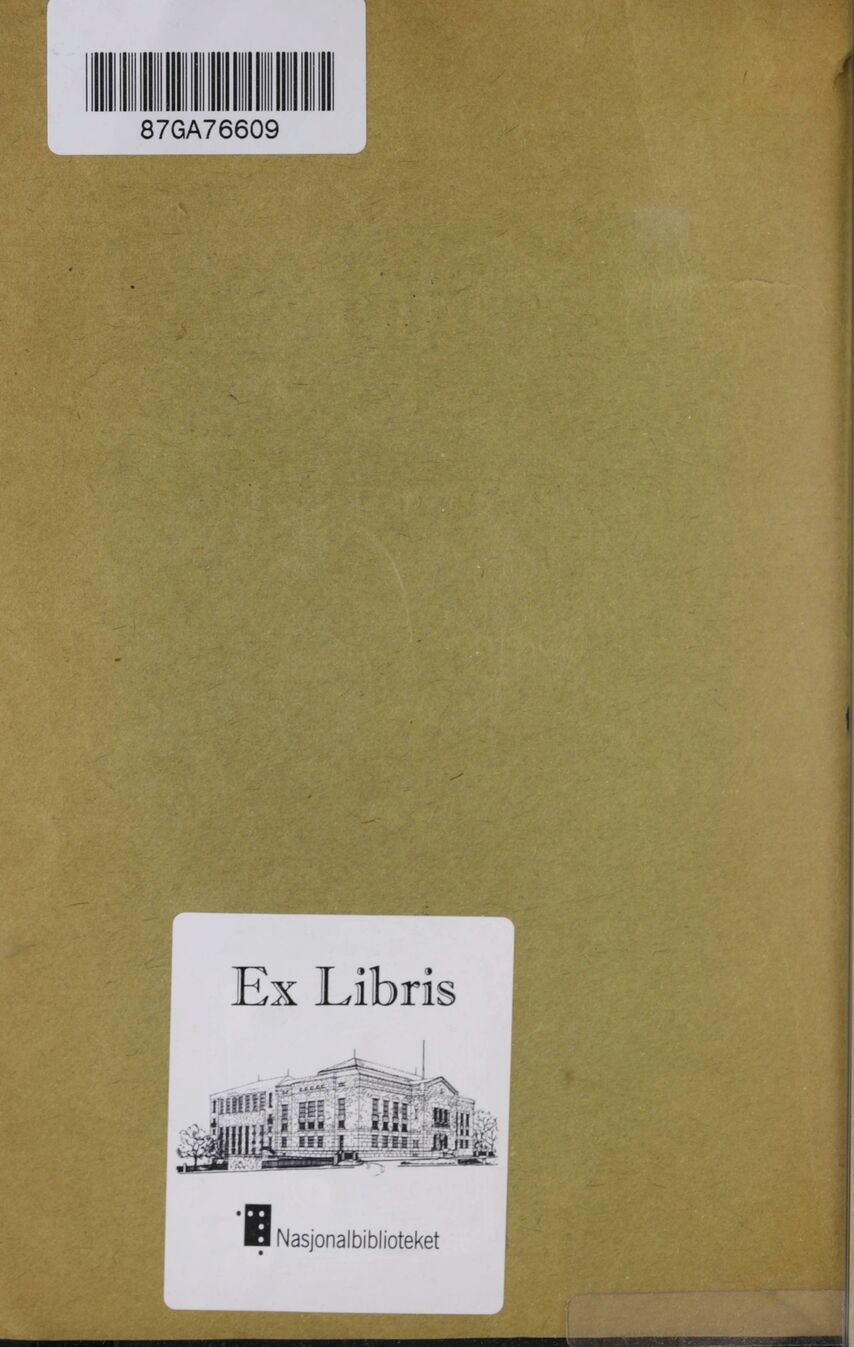 87GA76609
Ex Libris
Nasjonalbiblioteket